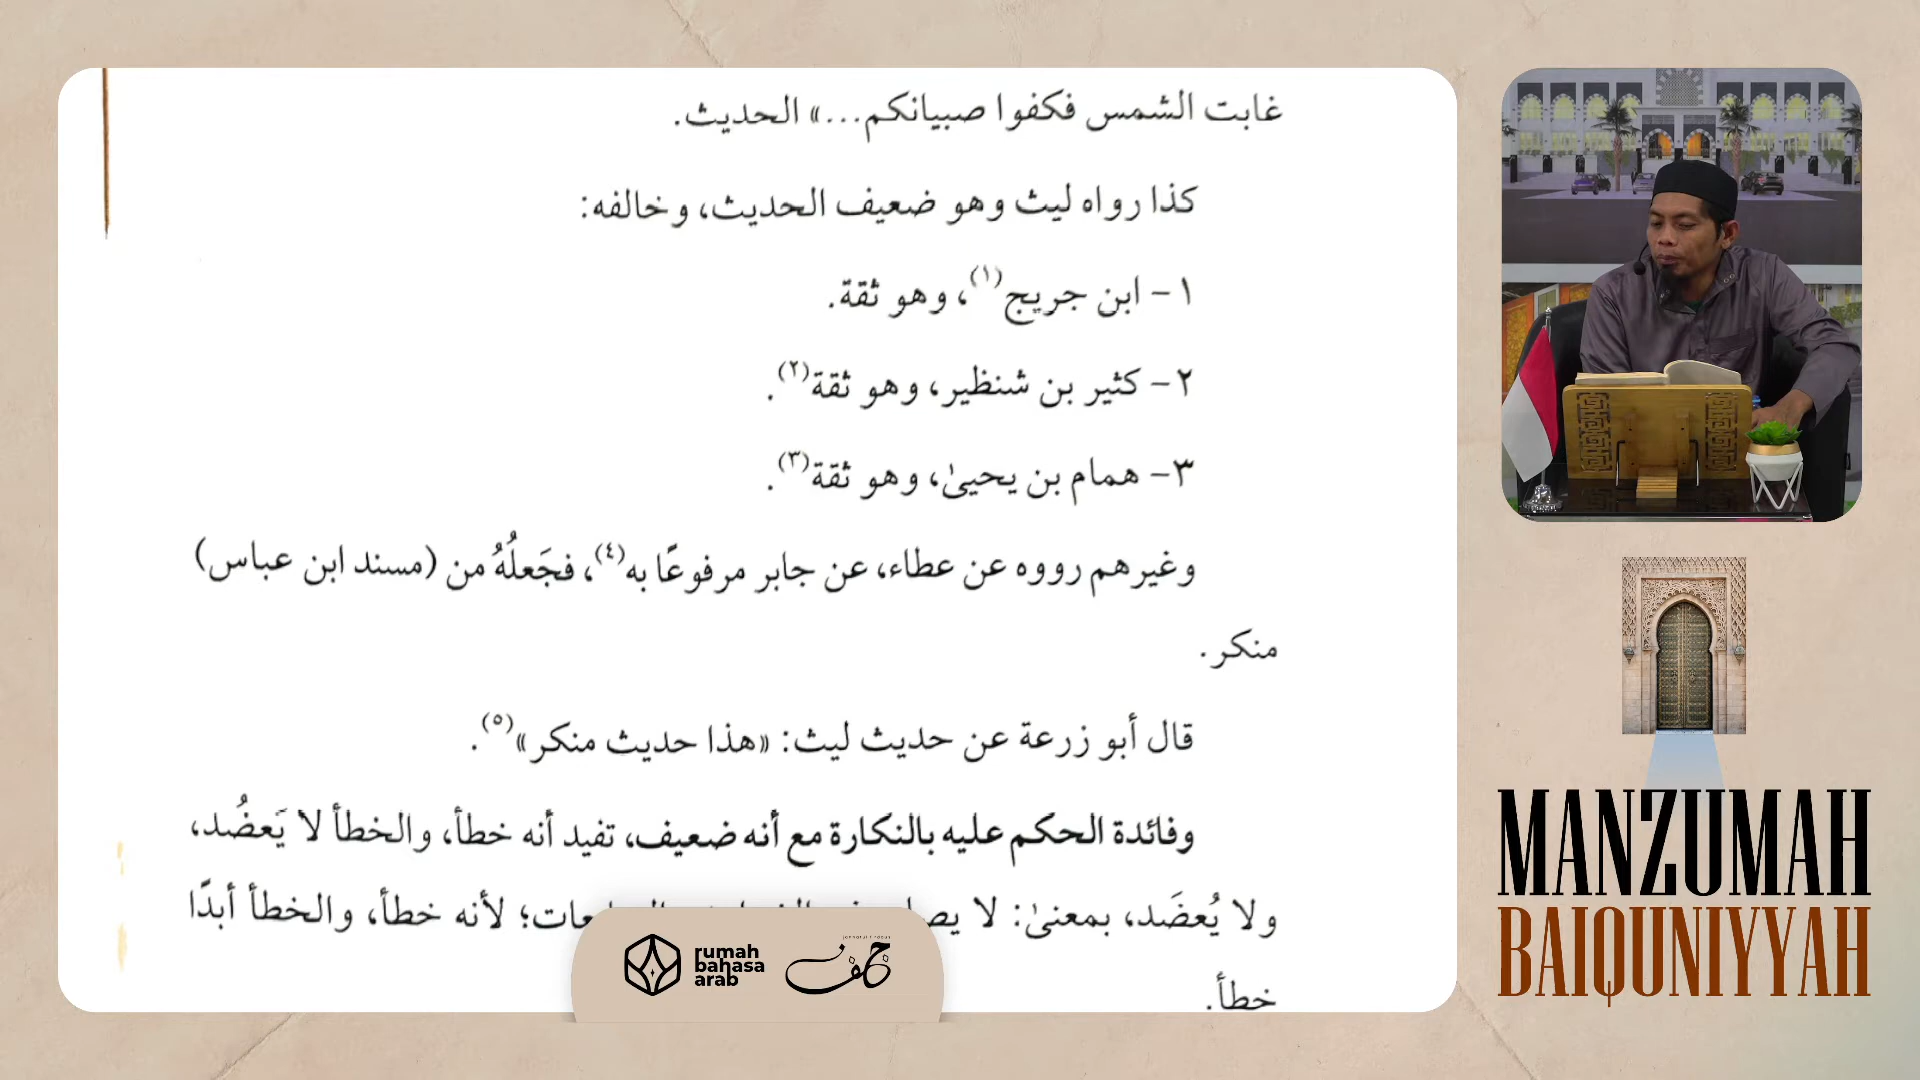 غابت الشمس فكفوا صبيانكم...» الحديث.
كذا رواه ليث وهو ضعيف الحديث، وخالفه:
١- ابن جريج(١)، وهو ثقة.
٢- كثير بن شنظير، وهو ثقة(٢).
٣- همام بن يحيىٰ، وهو ثقة(٣).
وغيرهم رووه عن عطاء، عن جابر مرفوعًا به(٤)، فجَعلُهُ من (مسند ابن عباس)
منكر.
قال أبو زرعة عن حديث ليث: «هذا حديث منكر»(٥).
وفائدة الحكم عليه بالنكارة مع أنه ضعيف، تفيد أنه خطأ، والخطأ لا يَعضُد،
ولا يُعضَد، بمعنىٰ: لا لأنه خطأ، والخطأ أبدًا
خطأ.
rumah
bahasa
arab
MANZUMAH
BAIQUNIYYAH